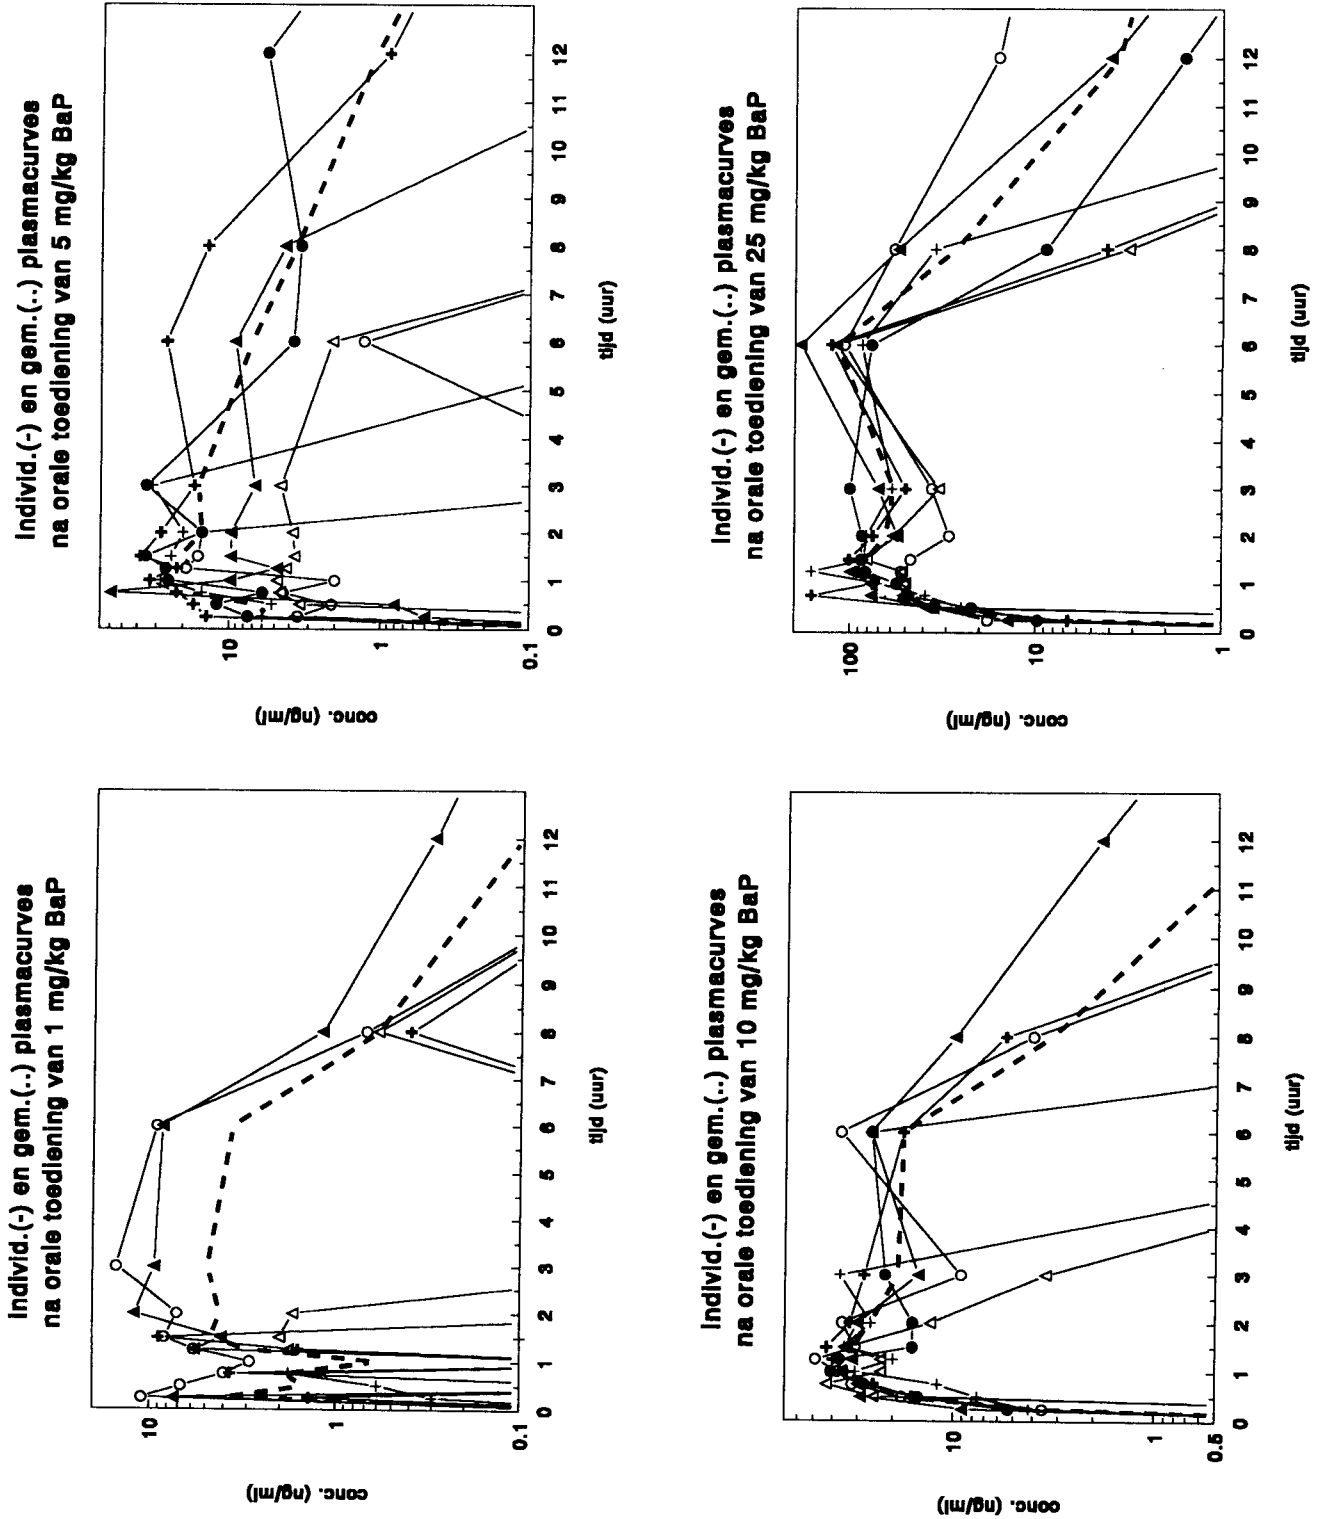 Individ.(-) en gem.(..) plasmacurves
na orale toediening van 1 mg/kg BaP
conc. (ng/ml)
10
1
0.1
0 1 2 3 4 5 6 7 8 9 10 11 12
tijd (uur)
Individ.(-) en gem.(..) plasmacurves
na orale toediening van 5 mg/kg BaP
conc. (ng/ml)
10
1
0.1
0 1 2 3 4 5 6 7 8 9 10 11 12
tijd (uur)
Individ.(-) en gem.(..) plasmacurves
na orale toediening van 10 mg/kg BaP
conc. (ng/ml)
10
1
0.5
0 1 2 3 4 5 6 7 8 9 10 11 12
tijd (uur)
Individ.(-) en gem.(..) plasmacurves
na orale toediening van 25 mg/kg BaP
conc. (ng/ml)
100
10
1
0 1 2 3 4 5 6 7 8 9 10 11 12
tijd (uur)